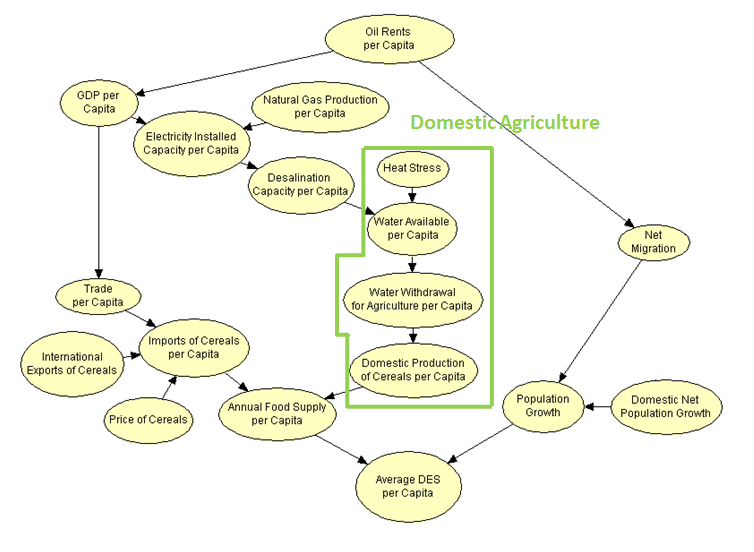 Oil Rents
per Capita
GDP per
Capita
Natural Gas Production
per Capita
Domestic Agriculture
Electricity Installed
Capacity per Capita
Desalination
Capacity per Capita
Heat Stress
Water Available
per Capita
Net
Migration
Trade
per Capita
Water Withdrawal
for Agriculture per Capita
Imports of Cereals
per Capita
International
Exports of Cereals
Domestic Production
of Cereals per Capita
Price of Cereals
Annual Food Supply
per Capita
Population
Growth
Domestic Net
Population Growth
Average DES
per Capita